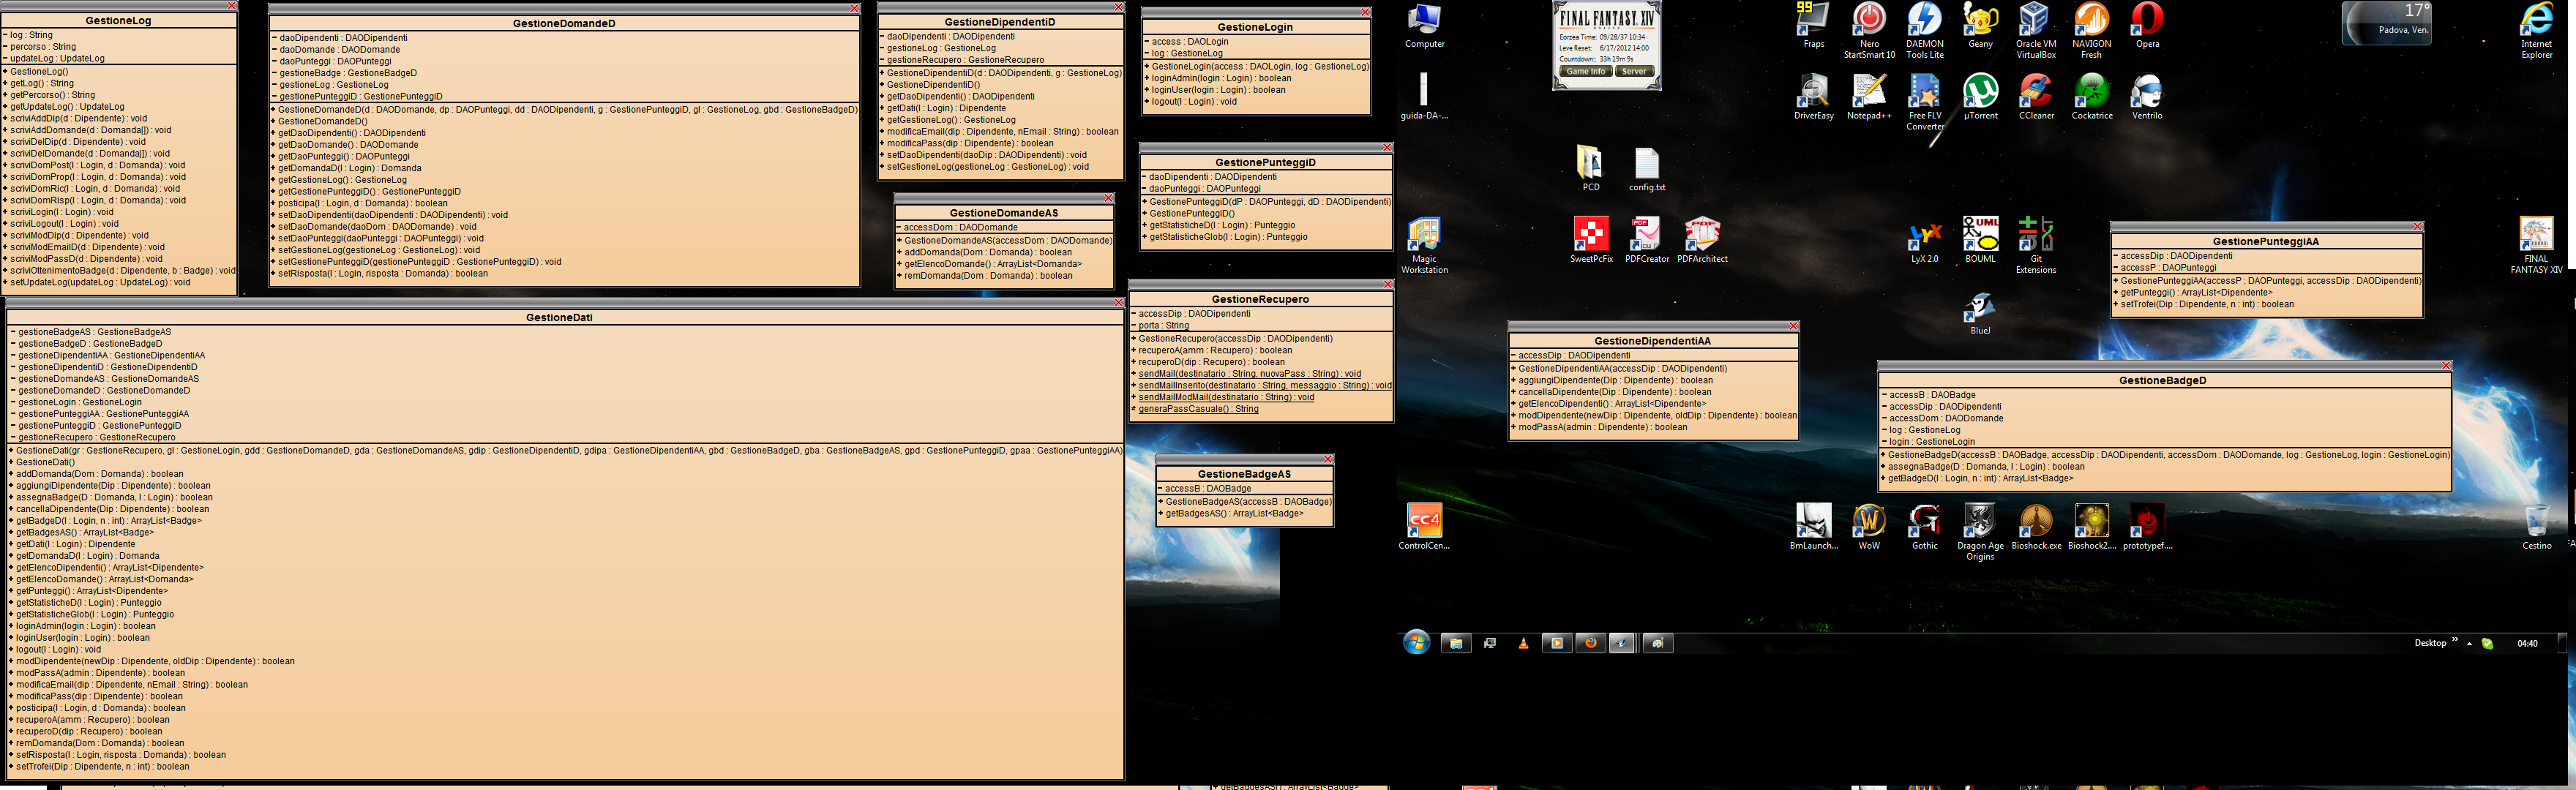 GestioneLog
− log : String
− percorso : String
− updateLog : UpdateLog
+ GestioneLog()
+ getLog() : String
+ getPercorso() : String
+ getUpdateLog() : UpdateLog
+ scriviAddDip(d : Dipendente) : void
+ scriviAddDomande(d : Domanda[]) : void
+ scriviDelDip(d : Dipendente) : void
+ scriviDelDomande(d : Domanda[]) : void
+ scriviDomPost(l : Login, d : Domanda) : void
+ scriviDomProp(l : Login, d : Domanda) : void
+ scriviDomRic(l : Login, d : Domanda) : void
+ scriviDomRisp(l : Login, d : Domanda) : void
+ scriviLogin(l : Login) : void
+ scriviLogout(l : Login) : void
+ scriviModDip(d : Dipendente) : void
+ scriviModEmailD(d : Dipendente) : void
+ scriviModPassD(d : Dipendente) : void
+ scriviOttenimentoBadge(d : Dipendente, b : Badge) : void
+ setUpdateLog(updateLog : UpdateLog) : void
GestioneDomandeD
− daoDipendenti : DAODipendenti
− daoDomande : DAODomande
− daoPunteggi : DAOPunteggi
− gestioneBadge : GestioneBadgeD
− gestioneLog : GestioneLog
− gestionePunteggiD : GestionePunteggiD
+ GestioneDomandeD(d : DAODomande, dp : DAOPunteggi, dd : DAODipendenti, g : GestionePunteggiD, gl : GestioneLog, gbd : GestioneBadgeD)
+ GestioneDomandeD()
+ getDaoDipendenti() : DAODipendenti
+ getDaoDomande() : DAODomande
+ getDaoPunteggi() : DAOPunteggi
+ getDomandaD(l : Login) : Domanda
+ getGestioneLog() : GestioneLog
+ getGestionePunteggiD() : GestionePunteggiD
+ posticipa(l : Login, d : Domanda) : boolean
+ setDaoDipendenti(daoDipendenti : DAODipendenti) : void
+ setDaoDomande(daoDom : DAODomande) : void
+ setDaoPunteggi(daoPunteggi : DAOPunteggi) : void
+ setGestioneLog(gestioneLog : GestioneLog) : void
+ setGestionePunteggiD(gestionePunteggiD : GestionePunteggiD) : void
+ setRisposta(l : Login, risposta : Domanda) : boolean
GestioneDipendentiD
− daoDipendenti : DAODipendenti
− gestioneLog : GestioneLog
− gestioneRecupero : GestioneRecupero
+ GestioneDipendentiD(d : DAODipendenti, g : GestioneLog)
+ GestioneDipendentiD()
+ getDaoDipendenti() : DAODipendenti
+ getDati(l : Login) : Dipendente
+ getGestioneLog() : GestioneLog
+ modificaEmail(dip : Dipendente, nEmail : String) : boolean
+ modificaPass(dip : Dipendente) : boolean
+ setDaoDipendenti(daoDip : DAODipendenti) : void
+ setGestioneLog(gestioneLog : GestioneLog) : void
GestioneDomandeAS
− accessDom : DAODomande
+ GestioneDomandeAS(accessDom : DAODomande)
+ addDomanda(Dom : Domanda) : boolean
+ getElencoDomande() : ArrayList<Domanda>
+ remDomanda(Dom : Domanda) : boolean
GestioneLogin
− access : DAOLogin
− log : GestioneLog
+ GestioneLogin(access : DAOLogin, log : GestioneLog)
+ loginAdmin(login : Login) : boolean
+ loginUser(login : Login) : boolean
+ logout(l : Login) : void
GestionePunteggiD
− daoDipendenti : DAODipendenti
− daoPunteggi : DAOPunteggi
+ GestionePunteggiD(dP : DAOPunteggi, dD : DAODipendenti)
+ GestionePunteggiD()
+ getStatisticheD(l : Login) : Punteggio
+ getStatisticheGlob(l : Login) : Punteggio
GestioneRecupero
− accessDip : DAODipendenti
− porta : String
+ GestioneRecupero(accessDip : DAODipendenti)
+ recuperoA(amm : Recupero) : boolean
+ recuperoD(dip : Recupero) : boolean
+ sendMail(destinatario : String, nuovaPass : String) : void
+ sendMailInserito(destinatario : String, messaggio : String) : void
+ sendMailModMail(destinatario : String) : void
# generaPassCasuale() : String
GestioneBadgeAS
− accessB : DAOBadge
+ GestioneBadgeAS(accessB : DAOBadge)
+ getBadgesAS() : ArrayList<Badge>
GestioneDati
− gestioneBadgeAS : GestioneBadgeAS
− gestioneBadgeD : GestioneBadgeD
− gestioneDipendentiAA : GestioneDipendentiAA
− gestioneDipendentiD : GestioneDipendentiD
− gestioneDomandeAS : GestioneDomandeAS
− gestioneDomandeD : GestioneDomandeD
− gestioneLogin : GestioneLogin
− gestionePunteggiAA : GestionePunteggiAA
− gestionePunteggiD : GestionePunteggiD
− gestioneRecupero : GestioneRecupero
+ GestioneDati(gr : GestioneRecupero, gl : GestioneLogin, gdd : GestioneDomandeD, gda : GestioneDomandeAS, gdip : GestioneDipendentiD, gdipa : GestioneDipendentiAA, gbd : GestioneBadgeD, gba : GestioneBadgeAS, gpd : GestionePunteggiD, gpaa : GestionePunteggiAA)
+ GestioneDati()
+ addDomanda(Dom : Domanda) : boolean
+ aggiungiDipendente(Dip : Dipendente) : boolean
+ assegnaBadge(D : Domanda, l : Login) : boolean
+ cancellaDipendente(Dip : Dipendente) : boolean
+ getBadgeD(l : Login, n : int) : ArrayList<Badge>
+ getBadgesAS() : ArrayList<Badge>
+ getDati(l : Login) : Dipendente
+ getDomandaD(l : Login) : Domanda
+ getElencoDipendenti() : ArrayList<Dipendente>
+ getElencoDomande() : ArrayList<Domanda>
+ getPunteggi() : ArrayList<Dipendente>
+ getStatisticheD(l : Login) : Punteggio
+ getStatisticheGlob(l : Login) : Punteggio
+ loginAdmin(login : Login) : boolean
+ loginUser(login : Login) : boolean
+ logout(l : Login) : void
+ modDipendente(newDip : Dipendente, oldDip : Dipendente) : boolean
+ modPassA(admin : Dipendente) : boolean
+ modificaEmail(dip : Dipendente, nEmail : String) : boolean
+ modificaPass(dip : Dipendente) : boolean
+ posticipa(l : Login, d : Domanda) : boolean
+ recuperoA(amm : Recupero) : boolean
+ recuperoD(dip : Recupero) : boolean
+ remDomanda(Dom : Domanda) : boolean
+ setRisposta(l : Login, risposta : Domanda) : boolean
+ setTrofei(Dip : Dipendente, n : int) : boolean
Computer
FINAL FANTASY. XIV
Eorzea Time: 09/28/37 10:34
Leve Reset: 6/17/2012 14:00
Countdown: 33h 19m 9s
Game Info Server
99
Fraps
Nero StartSmart 10
DAEMON Tools Lite
Geany
Oracle VM VirtualBox
NAVIGON Fresh
Opera
17°
Padova, Ven.
Internet Explorer
guida-DA-...
DriverEasy
Notepad++
Free FLV Converter
µTorrent
CCleaner
Cockatrice
Ventrilo
PCD
config.txt
Magic Workstation
SweetPcFix
PDF
PDFCreator
PDFArchitect
LyX
LyX 2.0
UML
BOUML
Git Extensions
FINAL FANTASY XIV
BlueJ
GestionePunteggiAA
− accessDip : DAODipendenti
− accessP : DAOPunteggi
+ GestionePunteggiAA(accessP : DAOPunteggi, accessDip : DAODipendenti)
+ getPunteggi() : ArrayList<Dipendente>
+ setTrofei(Dip : Dipendente, n : int) : boolean
GestioneDipendentiAA
− accessDip : DAODipendenti
+ GestioneDipendentiAA(accessDip : DAODipendenti)
+ aggiungiDipendente(Dip : Dipendente) : boolean
+ cancellaDipendente(Dip : Dipendente) : boolean
+ getElencoDipendenti() : ArrayList<Dipendente>
+ modDipendente(newDip : Dipendente, oldDip : Dipendente) : boolean
+ modPassA(admin : Dipendente) : boolean
GestioneBadgeD
− accessB : DAOBadge
− accessDip : DAODipendenti
− accessDom : DAODomande
− log : GestioneLog
− login : GestioneLogin
+ GestioneBadgeD(accessB : DAOBadge, accessDip : DAODipendenti, accessDom : DAODomande, log : GestioneLog, login : GestioneLogin)
+ assegnaBadge(D : Domanda, l : Login) : boolean
+ getBadgeD(l : Login, n : int) : ArrayList<Badge>
CC4
ControlCen...
BmLaunch...
WoW
Gothic
Dragon Age Origins
Bioshock.exe
Bioshock2....
prototypef....
Cestino
Desktop »
04:40